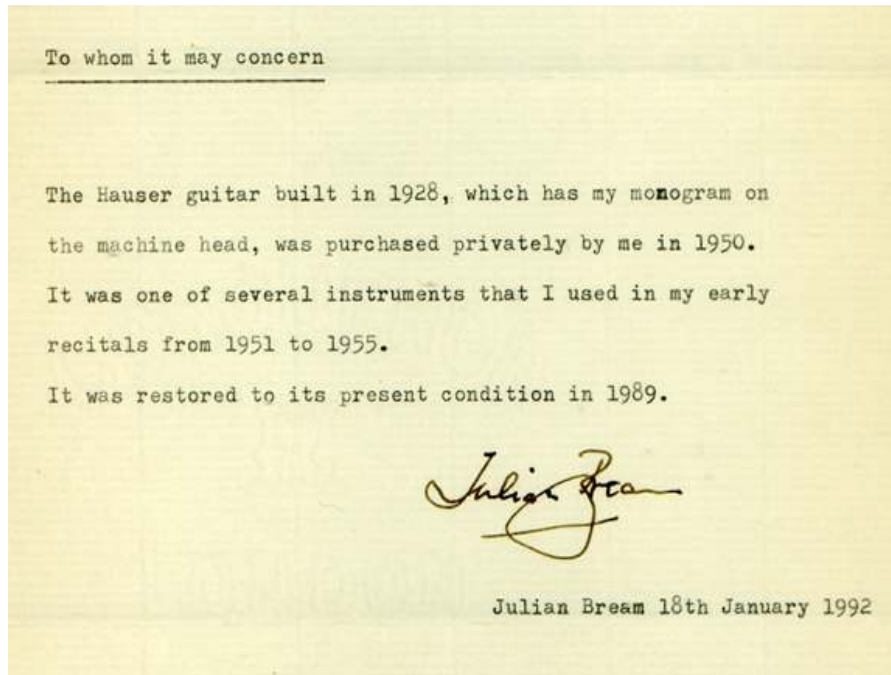 To whom it may concern
The Hauser guitar built in 1928, which has my monogram on
the machine head, was purchased privately by me in 1950.
It was one of several instruments that I used in my early
recitals from 1951 to 1955.
It was restored to its present condition in 1989.
Julian Bream
Julian Bream 18th January 1992